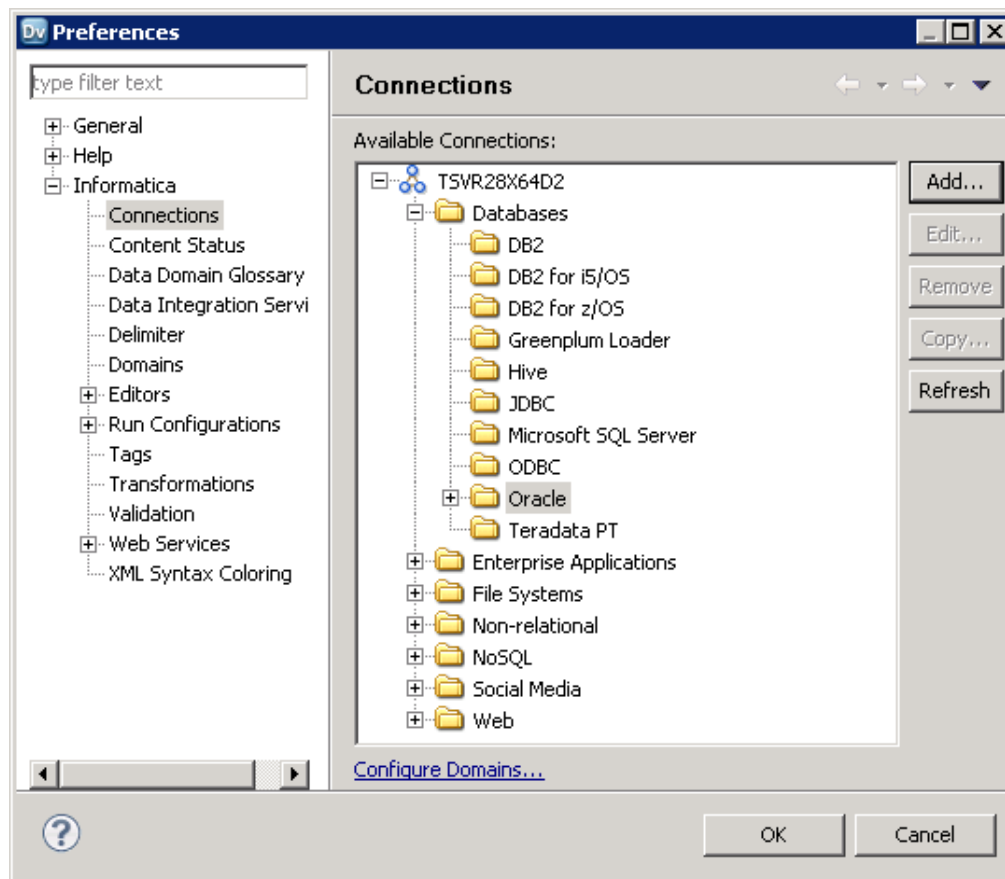 Dv Preferences
type filter text
General
Help
Informatica
Connections
Content Status
Data Domain Glossary
Data Integration Servi
Delimiter
Domains
Editors
Run Configurations
Tags
Transformations
Validation
Web Services
XML Syntax Coloring
Connections
Available Connections:
TSVR28X64D2
Databases
DB2
DB2 for i5/OS
DB2 for z/OS
Greenplum Loader
Hive
JDBC
Microsoft SQL Server
ODBC
Oracle
Teradata PT
Enterprise Applications
File Systems
Non-relational
NoSQL
Social Media
Web
Add...
Edit...
Remove
Copy...
Refresh
Configure Domains...
?
OK
Cancel